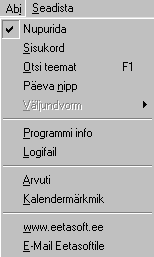 Abi Seadista
Nupurida
Sisukord
Otsi teemat F1
Päeva nipp
Väljundvorm
Programmi info
Logifail
Arvuti
Kalendermärkmik
www.eetasoft.ee
E-Mail Eetasoftile